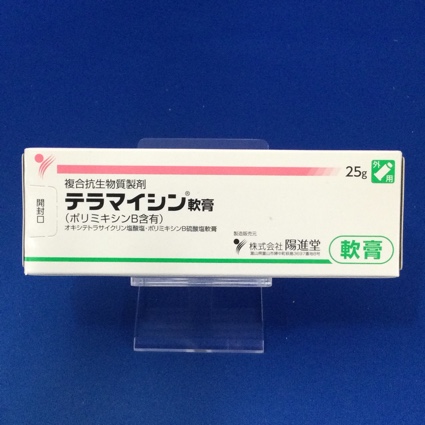 複合抗生物質製剤
テラマイシン®軟膏
(ポリミキシンB含有)
オキシテトラサイクリン塩酸塩・ポリミキシンB硫酸塩軟膏
開封口
25g
外用
製造販売元
株式会社 陽進堂
軟膏